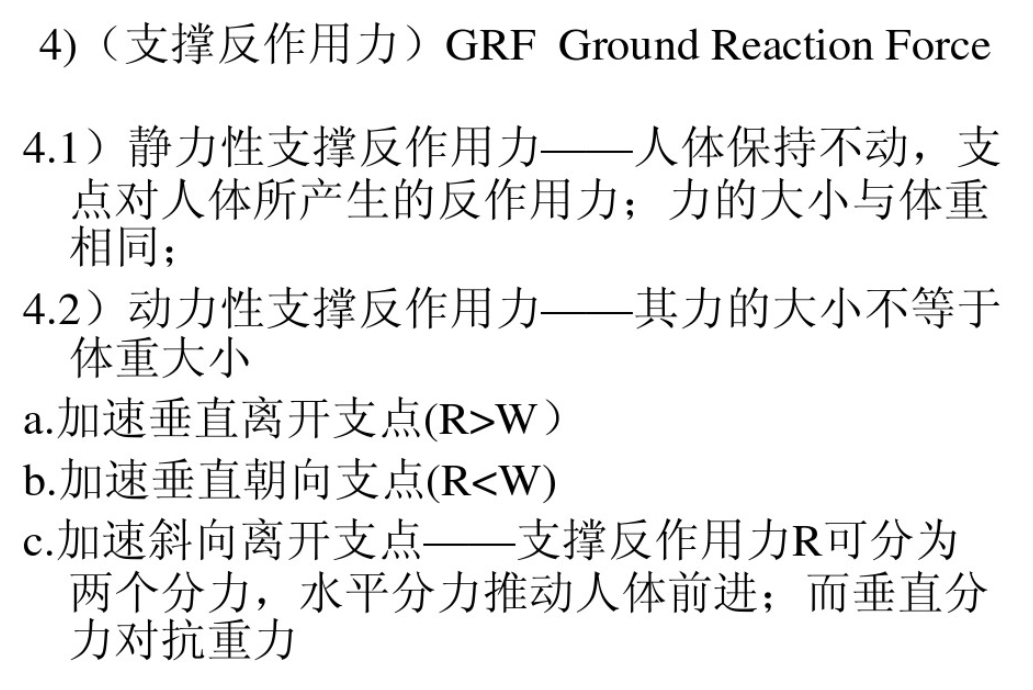 4)（支撑反作用力）GRF  Ground Reaction Force
4.1）静力性支撑反作用力——人体保持不动，支
点对人体所产生的反作用力；力的大小与体重
相同；
4.2）动力性支撑反作用力——其力的大小不等于
体重大小
a.加速垂直离开支点(R>W）
b.加速垂直朝向支点(R<W)
c.加速斜向离开支点——支撑反作用力R可分为
两个分力，水平分力推动人体前进；而垂直分
力对抗重力